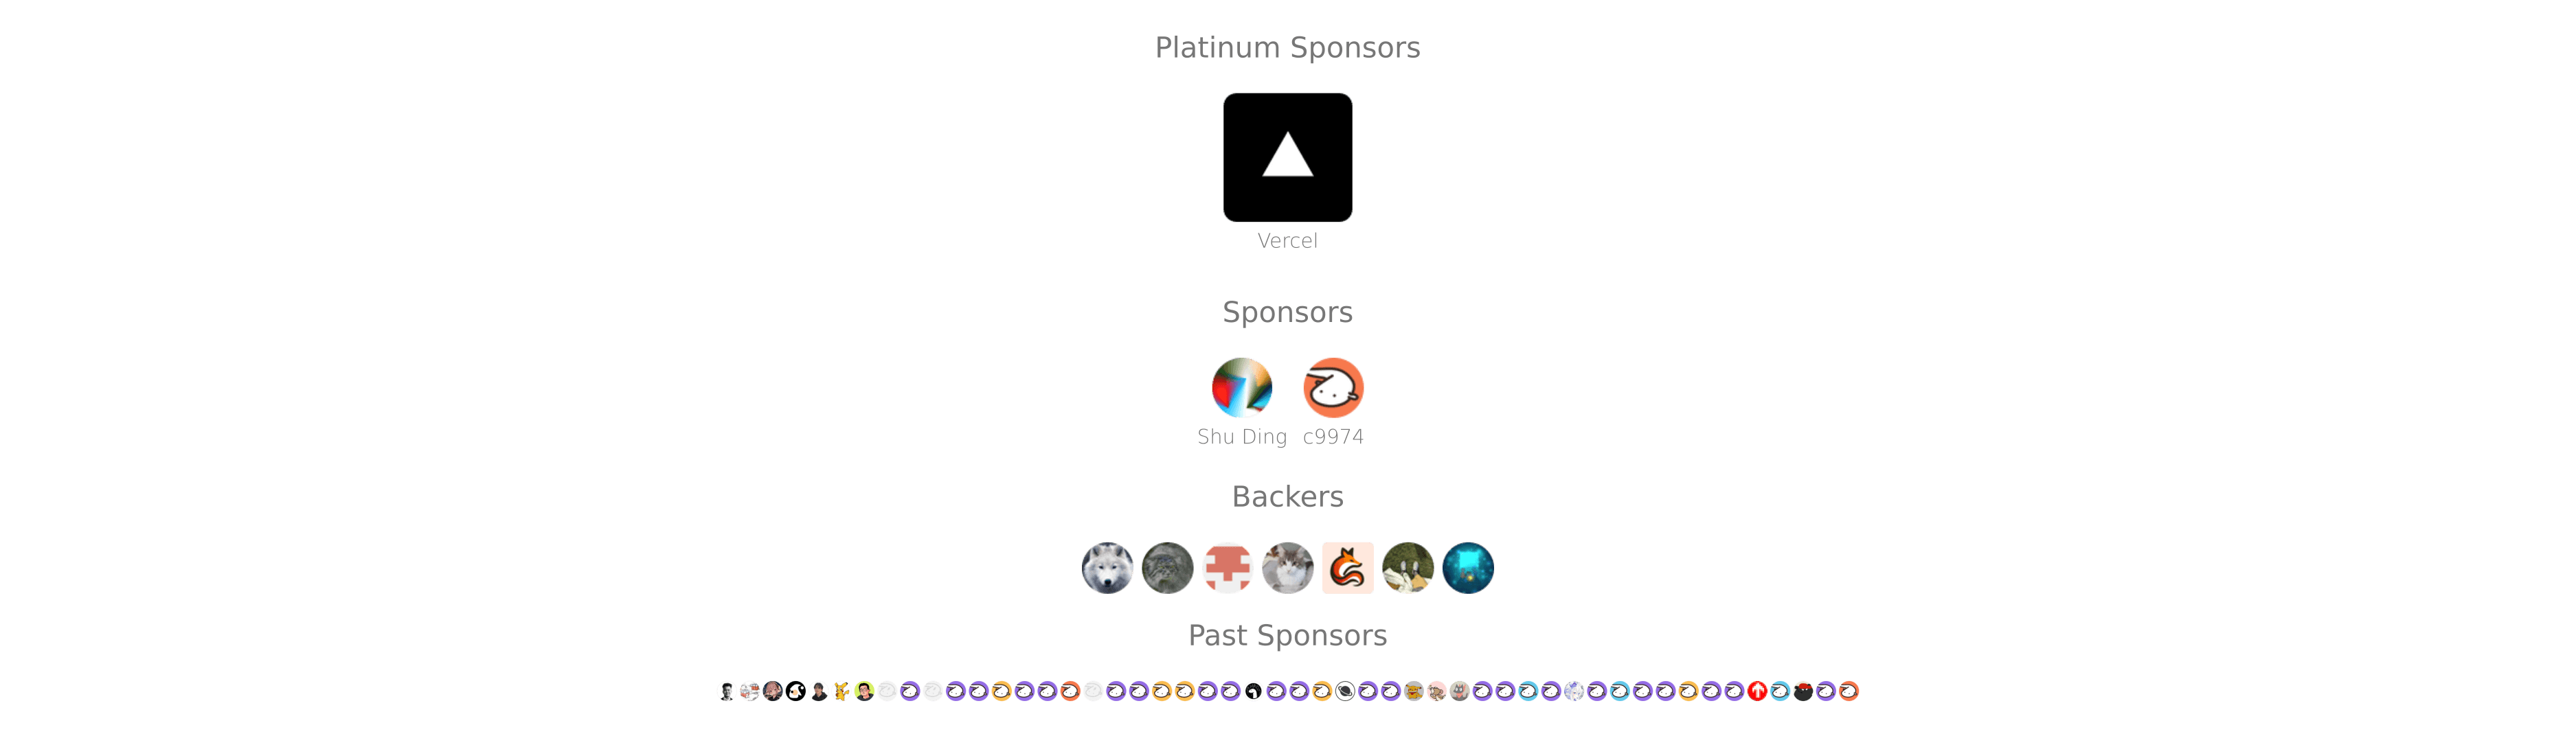 Platinum Sponsors
Vercel
Sponsors
Shu Ding c9974
Backers
Past Sponsors